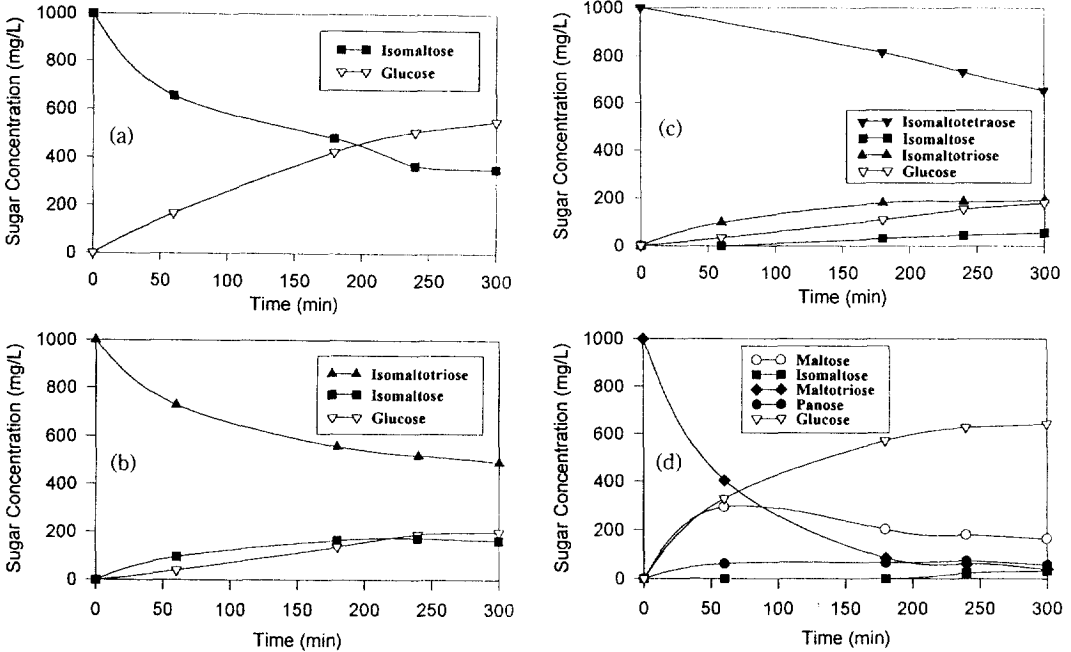 Sugar Concentration (mg/L)
1000
800
600
400
200
0
Isomaltose
Glucose
(a)
0 50 100 150 200 250 300
Time (min)
Sugar Concentration (mg/L)
1000
800
600
400
200
0
(c)
Isomaltotetraose
Isomaltose
Isomaltotriose
Glucose
0 50 100 150 200 250 300
Time (min)
Sugar Concentration (mg/L)
1000
800
600
400
200
0
Isomaltotriose
Isomaltose
Glucose
(b)
0 50 100 150 200 250 300
Time (min)
Sugar Concentration (mg/L)
1000
800
600
400
200
0
Maltose
Isomaltose
Maltotriose
Panose
Glucose
(d)
0 50 100 150 200 250 300
Time (min)